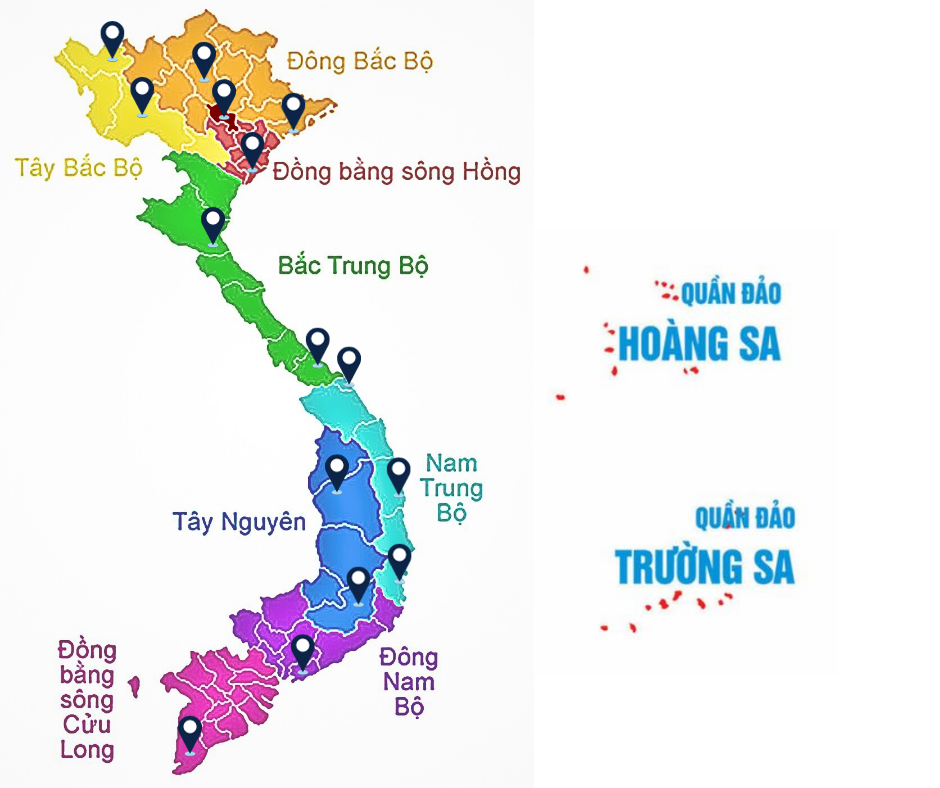 Đông Bắc Bộ
Tây Bắc Bộ
Đồng bằng sông Hồng
Bắc Trung Bộ
QUẦN ĐẢO
HOÀNG SA
Nam
Trung
Bộ
Tây Nguyên
QUẦN ĐẢO
TRƯỜNG SA
Đồng
bằng
sông
Cửu
Long
Đông
Nam
Bộ